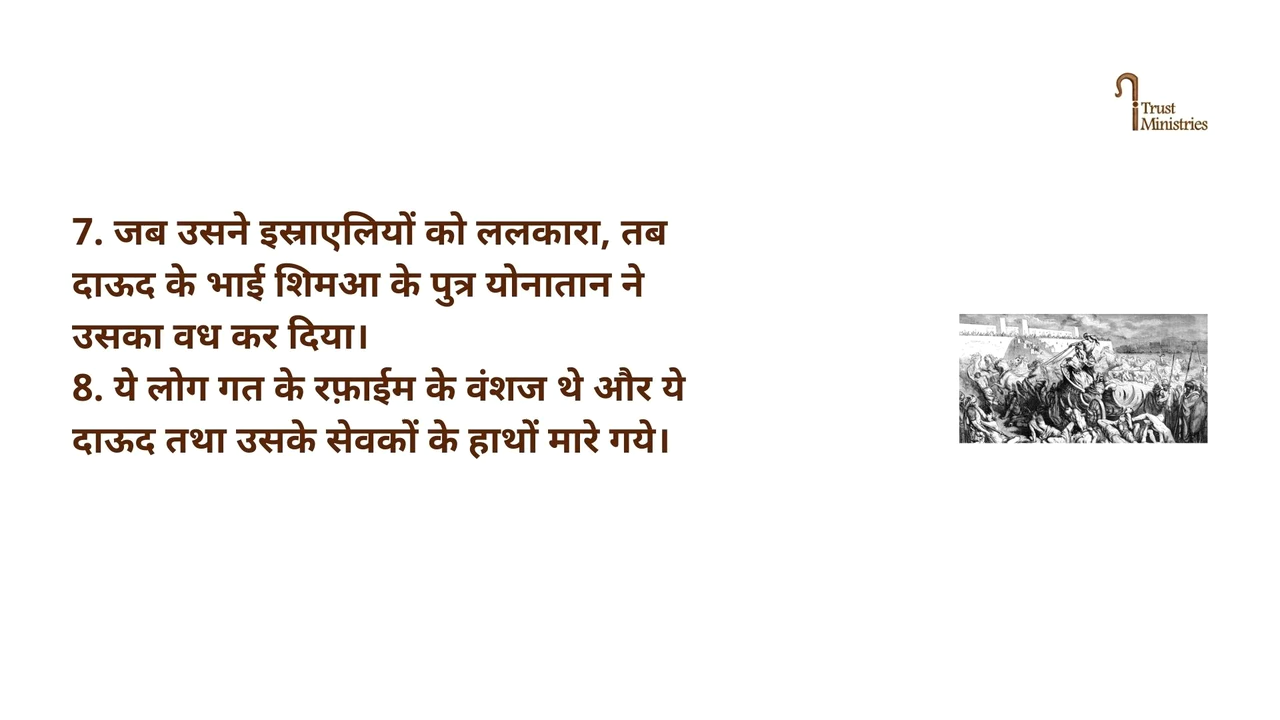 Trust
Ministries
7. जब उसने इस्राएलियों को ललकारा, तब
दाऊद के भाई शिमआ के पुत्र योनातान ने
उसका वध कर दिया।
8. ये लोग गत के रफ़ाईम के वंशज थे और ये
दाऊद तथा उसके सेवकों के हाथों मारे गये।